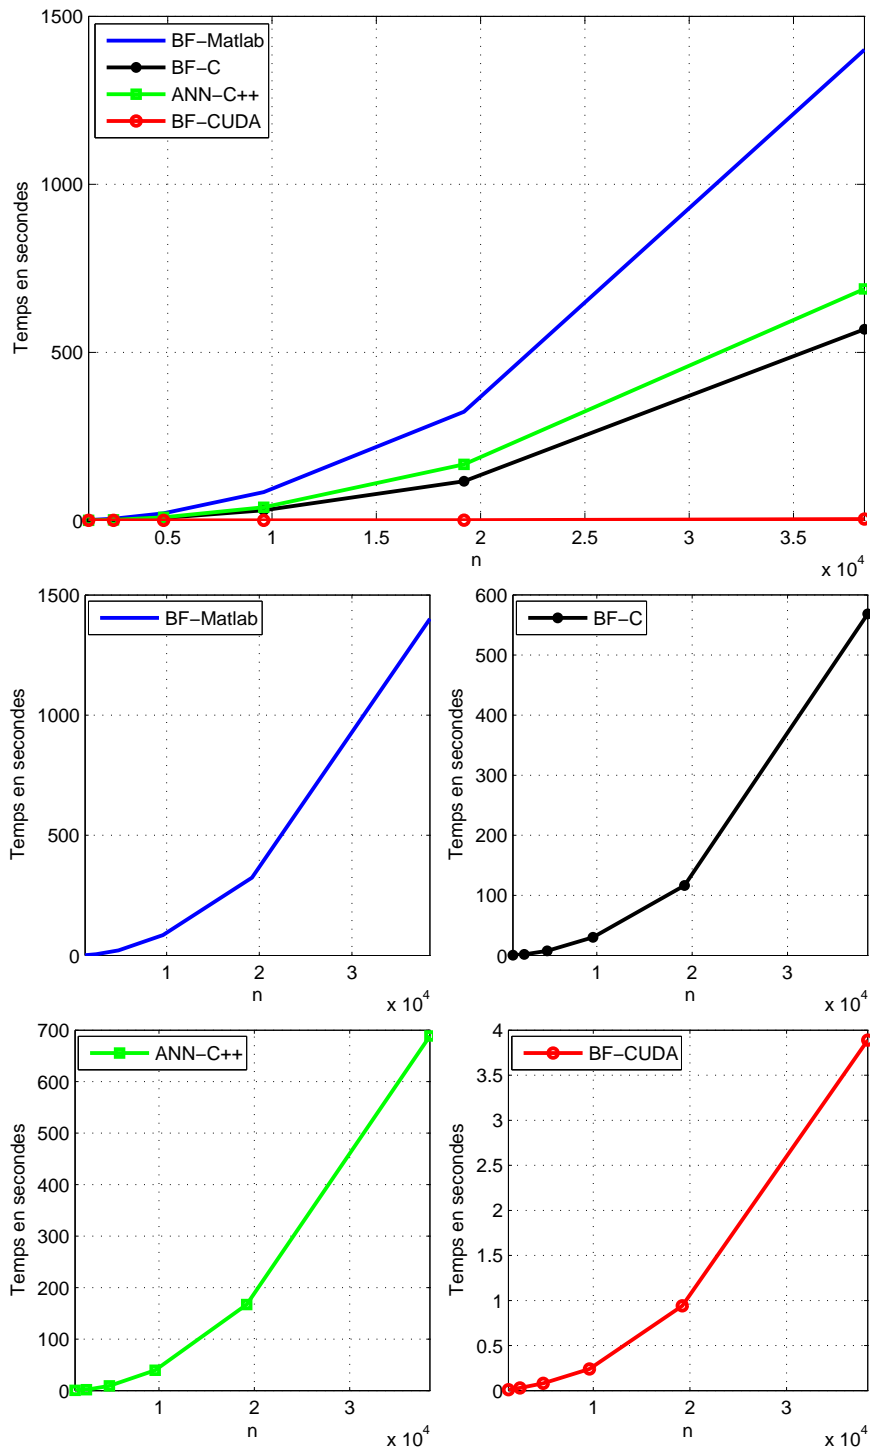 1500
1000
500
0
Temps en secondes
BF−Matlab
BF−C
ANN−C++
BF−CUDA
0.5 1 1.5 2 2.5 3 3.5
n
x 10^4
1500
1000
500
0
Temps en secondes
BF−Matlab
1 2 3
n
x 10^4
600
500
400
300
200
100
0
Temps en secondes
BF−C
1 2 3
n
x 10^4
700
600
500
400
300
200
100
0
Temps en secondes
ANN−C++
1 2 3
n
x 10^4
4
3.5
3
2.5
2
1.5
1
0.5
0
Temps en secondes
BF−CUDA
1 2 3
n
x 10^4